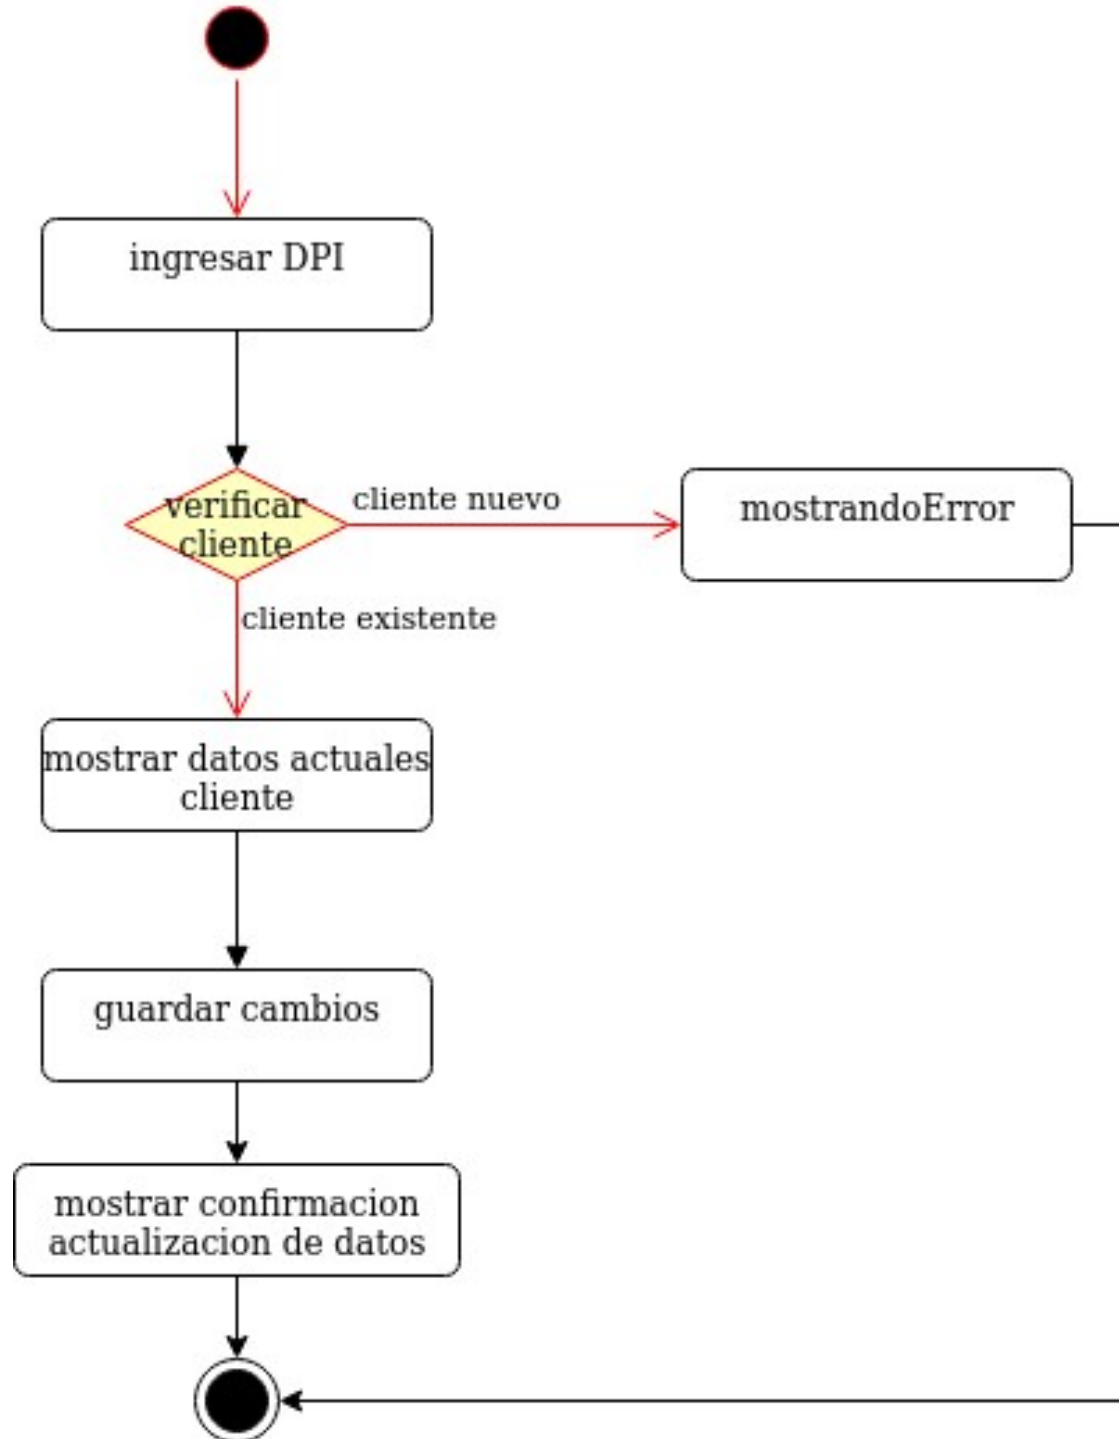 ingresar DPI
verificar
cliente
cliente nuevo
mostrandoError
cliente existente
mostrar datos actuales
cliente
guardar cambios
mostrar confirmacion
actualizacion de datos